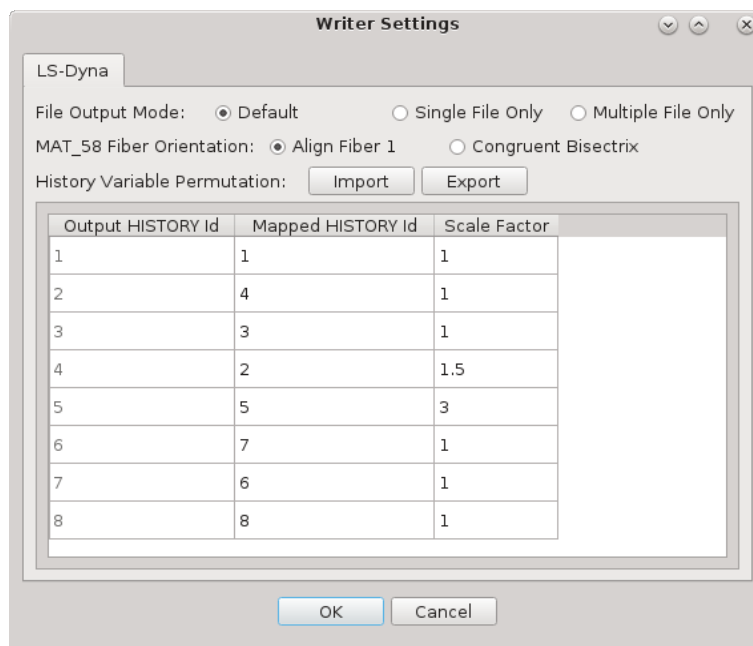 Writer Settings
LS-Dyna
File Output Mode: Default Single File Only Multiple File Only
MAT_58 Fiber Orientation: Align Fiber 1 Congruent Bisectrix
History Variable Permutation: Import Export
Output HISTORY Id Mapped HISTORY Id Scale Factor
1 1 1
2 4 1
3 3 1
4 2 1.5
5 5 3
6 7 1
7 6 1
8 8 1
OK Cancel